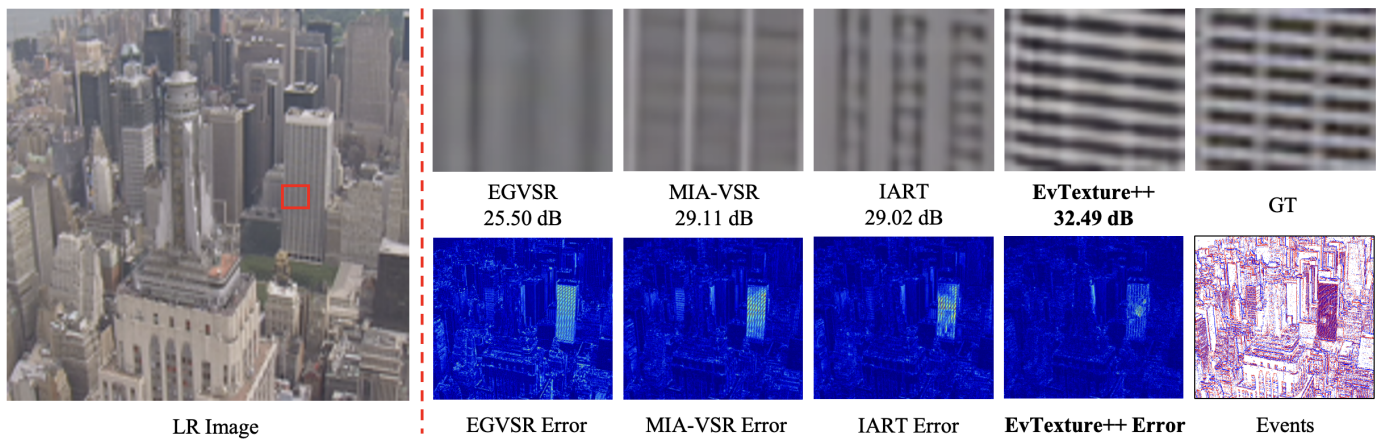 LR Image
EGVSR
25.50 dB
MIA-VSR
29.11 dB
IART
29.02 dB
EvTexture++
32.49 dB
GT
EGVSR Error
MIA-VSR Error
IART Error
EvTexture++ Error
Events